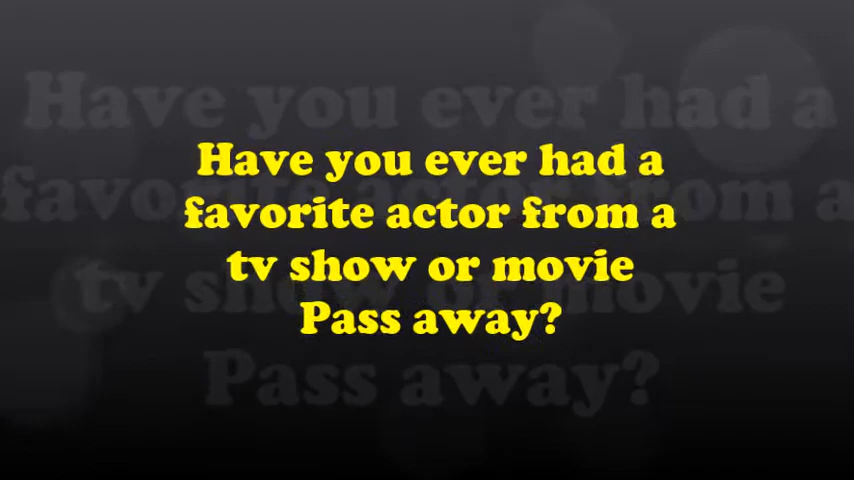 Have you ever had a
favorite actor from a
tv show or movie
Pass away?